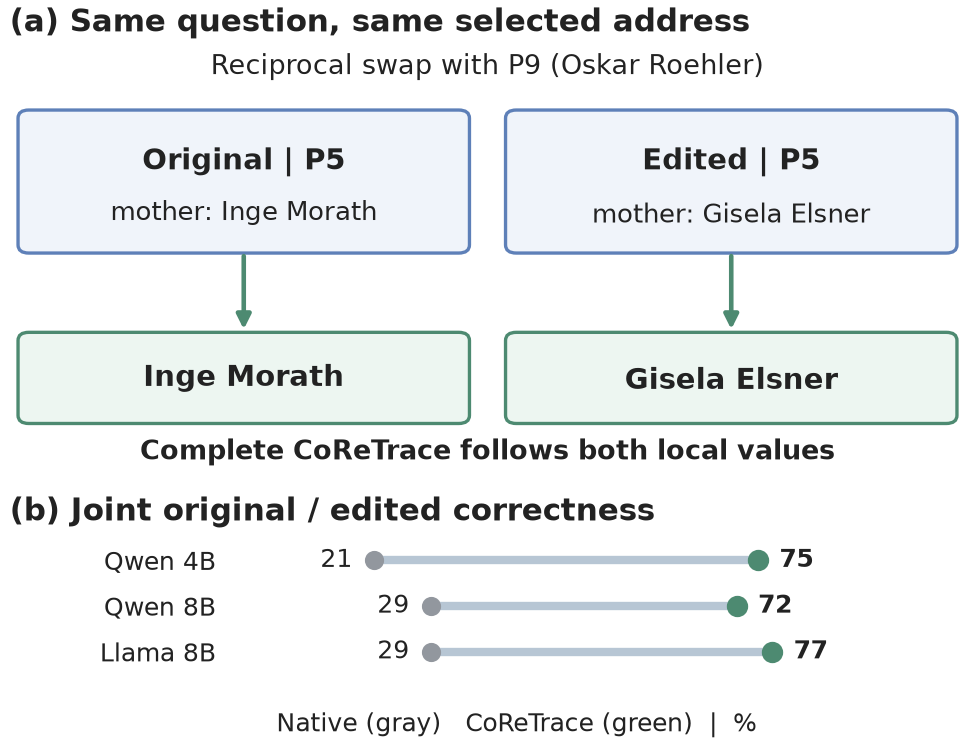 (a) Same question, same selected address
Reciprocal swap with P9 (Oskar Roehler)
Original | P5
mother: Inge Morath
Edited | P5
mother: Gisela Elsner
Inge Morath
Gisela Elsner
Complete CoReTrace follows both local values
(b) Joint original / edited correctness
Qwen 4B 21 75
Qwen 8B 29 72
Llama 8B 29 77
Native (gray) CoReTrace (green) | %